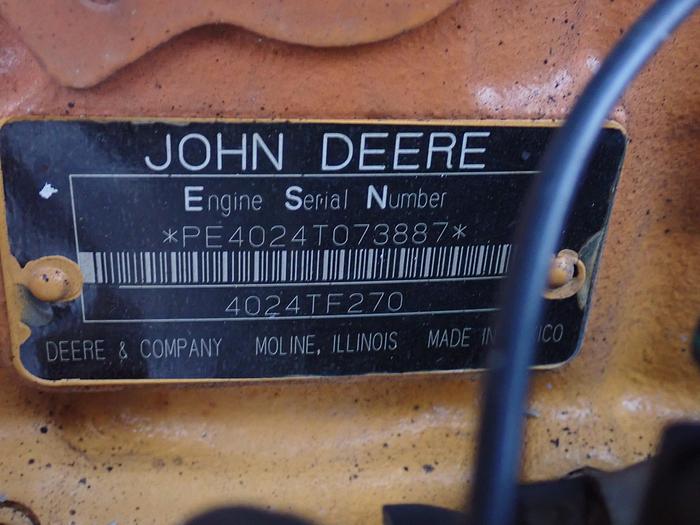 JOHN DEERE
Engine Serial Number
*PE4024T073887*
4024TF270
DEERE & COMPANY MOLINE, ILLINOIS MADE IN